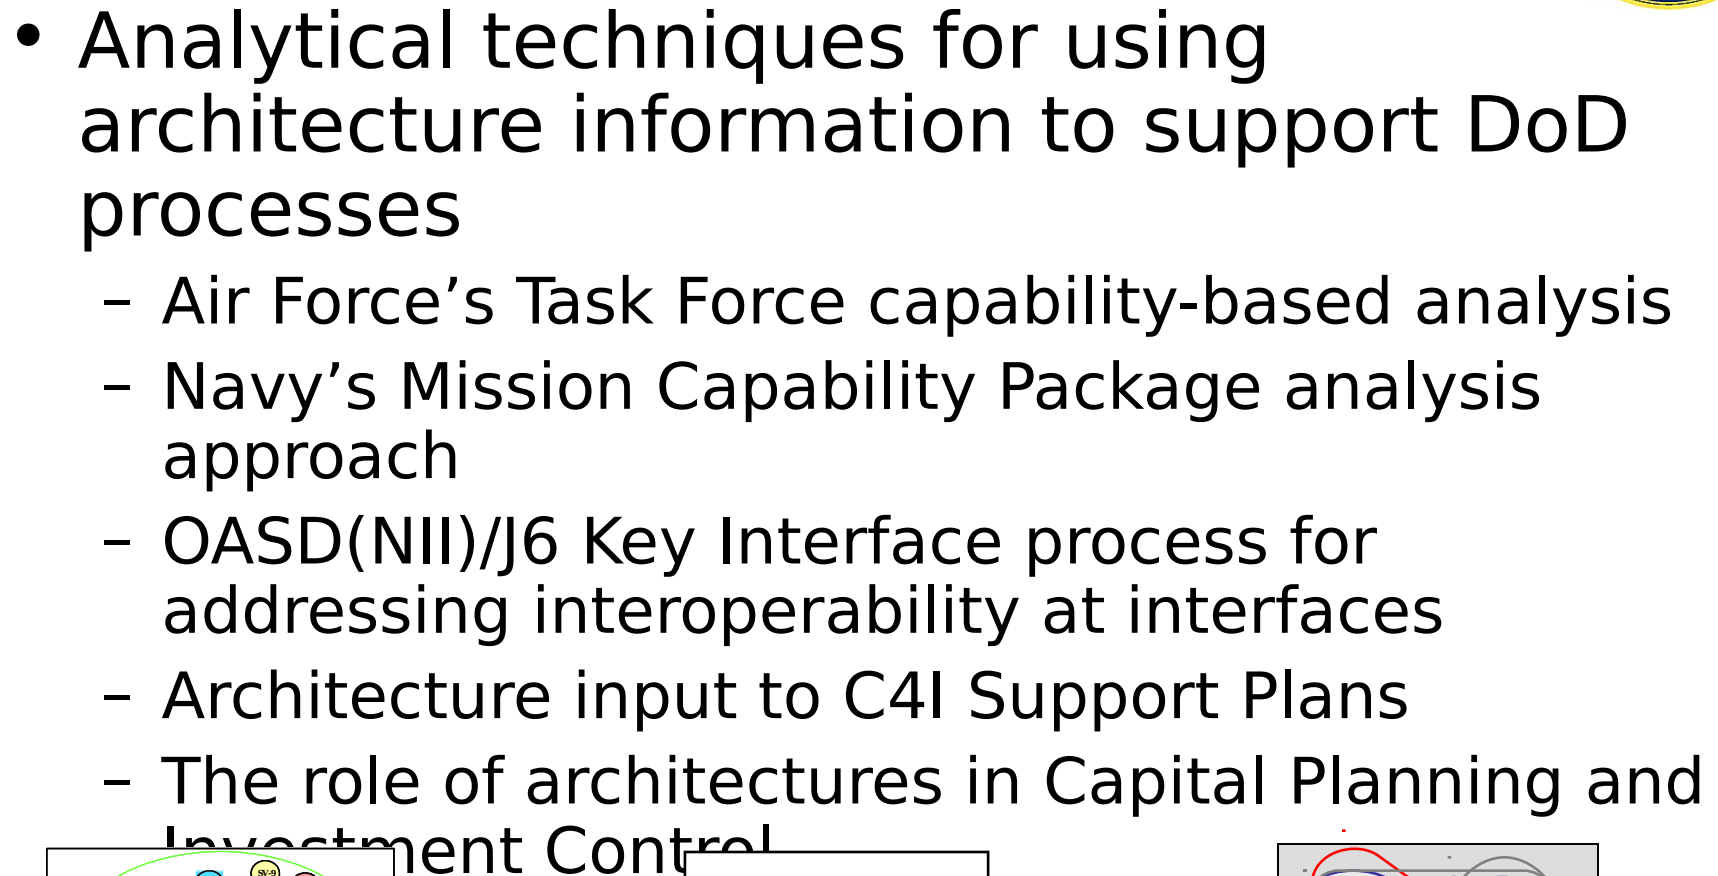 • Analytical techniques for using
architecture information to support DoD
processes
– Air Force’s Task Force capability-based analysis
– Navy’s Mission Capability Package analysis
approach
– OASD(NII)/J6 Key Interface process for
addressing interoperability at interfaces
– Architecture input to C4I Support Plans
– The role of architectures in Capital Planning and
Investment Control
SV-9